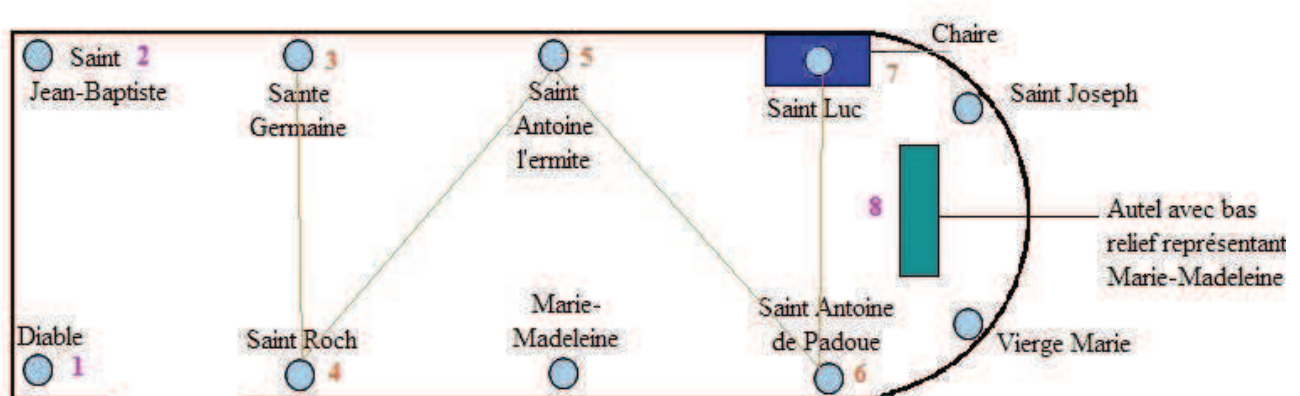 Saint 2
Jean-Baptiste
3
Sainte
Germaine
5
Saint
Antoine
l'ermite
7
Saint Luc
Chaire
Saint Joseph
8
Autel avec bas
relief représentant
Marie-Madeleine
Diable
1
Saint Roch
4
Marie-
Madeleine
Saint Antoine
de Padoue
6
Vierge Marie